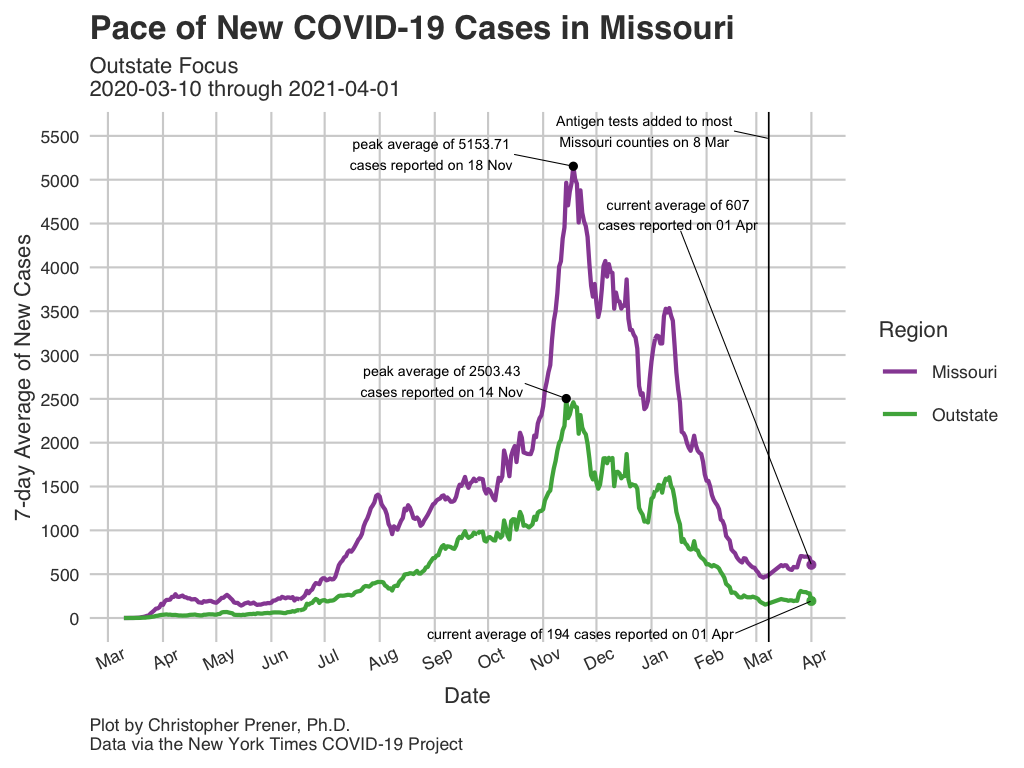 Pace of New COVID-19 Cases in Missouri
Outstate Focus
2020-03-10 through 2021-04-01
7-day Average of New Cases
5500
5000
4500
4000
3500
3000
2500
2000
1500
1000
500
0
Antigen tests added to most
Missouri counties on 8 Mar
peak average of 5153.71
cases reported on 18 Nov
current average of 607
cases reported on 01 Apr
peak average of 2503.43
cases reported on 14 Nov
current average of 194 cases reported on 01 Apr
Region
Missouri
Outstate
Mar
Apr
May
Jun
Jul
Aug
Sep
Oct
Nov
Dec
Jan
Feb
Mar
Apr
Date
Plot by Christopher Prener, Ph.D.
Data via the New York Times COVID-19 Project